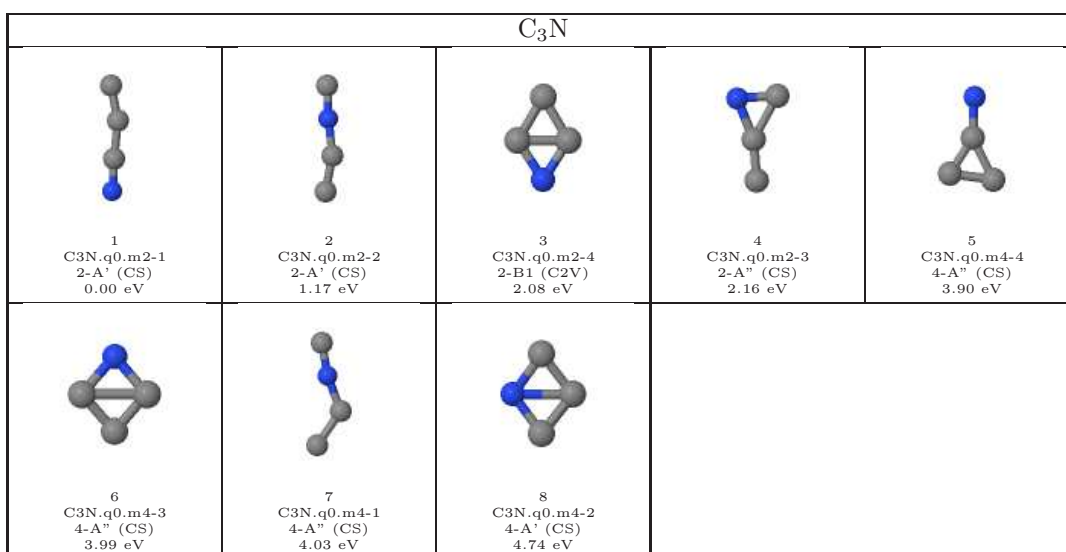 C₃N
1
C3N.q0.m2-1
2-A' (CS)
0.00 eV
2
C3N.q0.m2-2
2-A' (CS)
1.17 eV
3
C3N.q0.m2-4
2-B1 (C2V)
2.08 eV
4
C3N.q0.m2-3
2-A" (CS)
2.16 eV
5
C3N.q0.m4-4
4-A" (CS)
3.90 eV
6
C3N.q0.m4-3
4-A" (CS)
3.99 eV
7
C3N.q0.m4-1
4-A" (CS)
4.03 eV
8
C3N.q0.m4-2
4-A' (CS)
4.74 eV